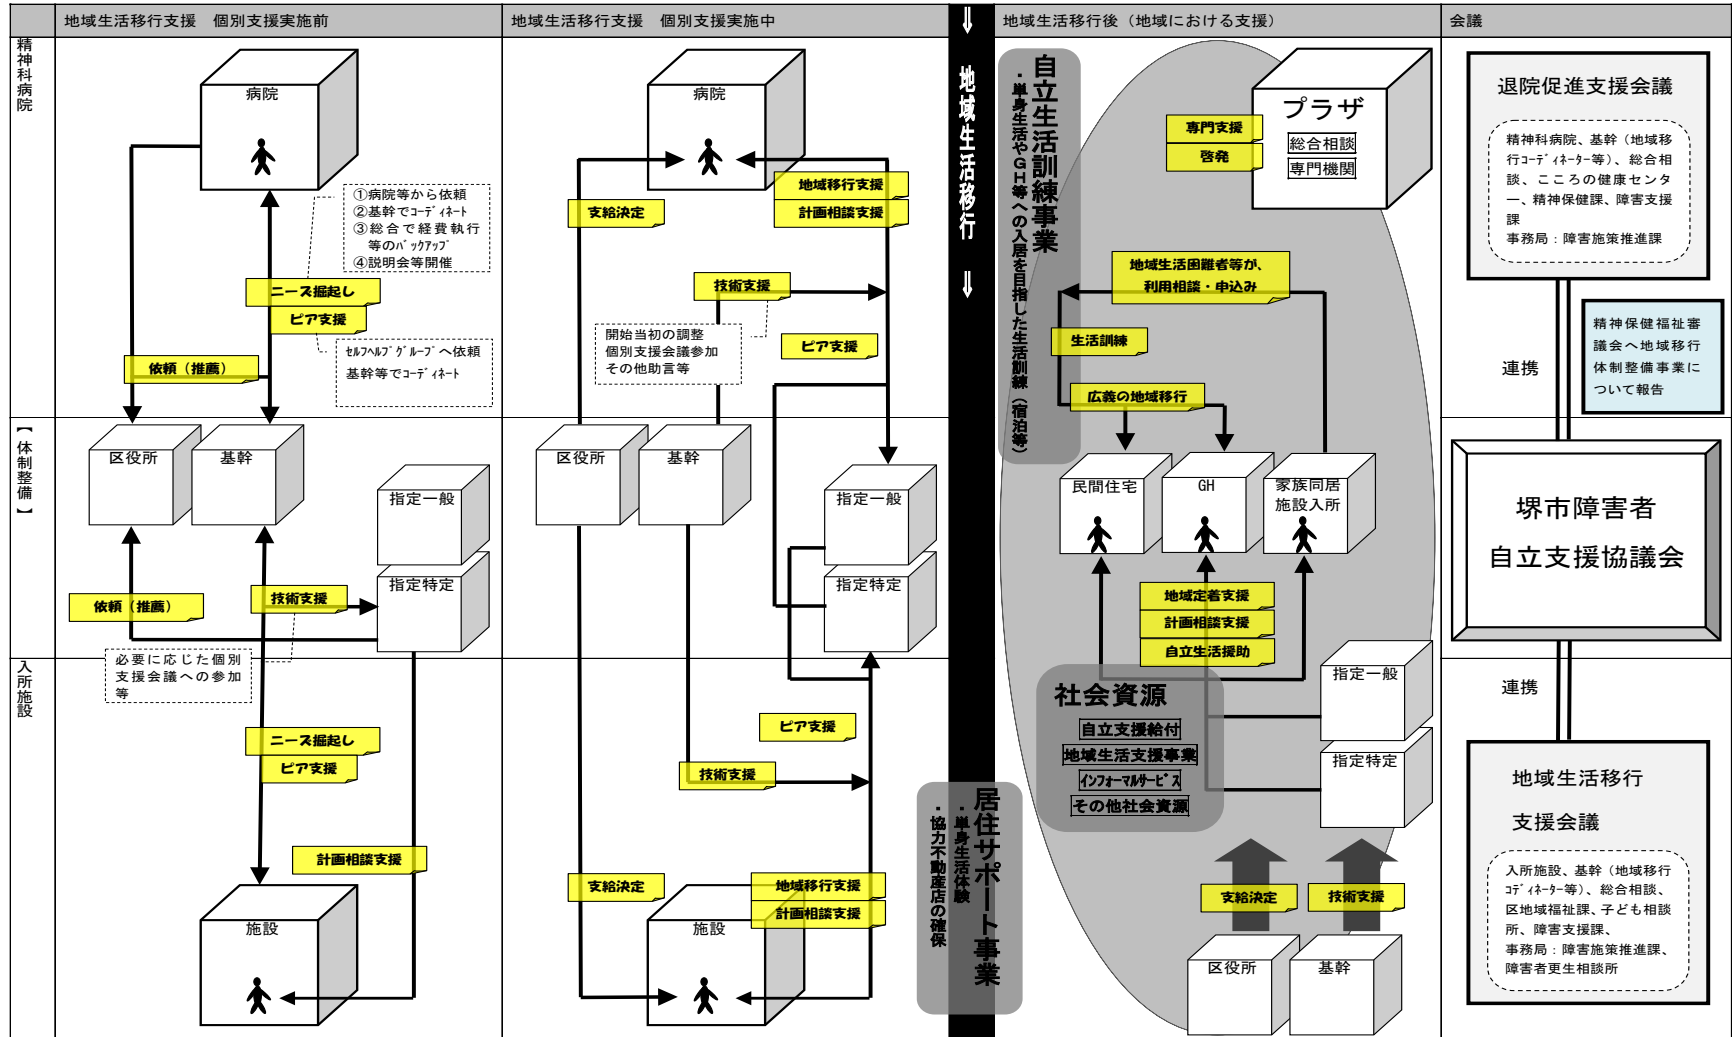 地域生活移行支援　個別支援実施前
地域生活移行支援　個別支援実施中
⇓ 地域生活移行 ⇓
地域生活移行後（地域における支援）
会議
精神科病院
【体制整備】
入所施設
病院
①病院等から依頼
②基幹でｺｰﾃﾞｨﾈｰﾄ
③総合で経費執行
等のﾊﾞｯｸｱｯﾌﾟ
④説明会等開催
ニーズ掘起し
ピア支援
ｾﾙﾌﾍﾙﾌﾟｸﾞﾙｰﾌﾟへ依頼
基幹等でｺｰﾃﾞｨﾈｰﾄ
依頼（推薦）
区役所
基幹
指定一般
指定特定
依頼（推薦）
技術支援
必要に応じた個別
支援会議への参加
等
ニーズ掘起し
ピア支援
計画相談支援
施設
病院
支給決定
地域移行支援
計画相談支援
技術支援
開始当初の調整
個別支援会議参加
その他助言等
ピア支援
区役所
基幹
指定一般
指定特定
ピア支援
技術支援
支給決定
地域移行支援
計画相談支援
施設
居住サポート事業
・単身生活体験
・協力不動産店の確保
自立生活訓練事業
・単身生活やＧＨ等への入居を目指した生活訓練（宿泊等）
プラザ
総合相談
専門機関
専門支援
啓発
地域生活困難者等が、
利用相談・申込み
生活訓練
広義の地域移行
民間住宅
GH
家族同居
施設入所
地域定着支援
計画相談支援
自立生活援助
社会資源
自立支援給付
地域生活支援事業
ｲﾝﾌｫｰﾏﾙｻｰﾋﾞｽ
その他社会資源
指定一般
指定特定
支給決定
技術支援
区役所
基幹
退院促進支援会議
精神科病院、基幹（地域移
行ｺｰﾃﾞｨﾈｰﾀｰ等）、総合相
談、こころの健康センタ
ー、精神保健課、障害支援
課
事務局：障害施策推進課
連携
精神保健福祉審
議会へ地域移行
体制整備事業に
ついて報告
堺市障害者
自立支援協議会
連携
地域生活移行
支援会議
入所施設、基幹（地域移行
ｺﾃﾞｨﾈｰﾀｰ等）、総合相談、
区地域福祉課、子ども相談
所、障害支援課、
事務局：障害施策推進課、
障害者更生相談所